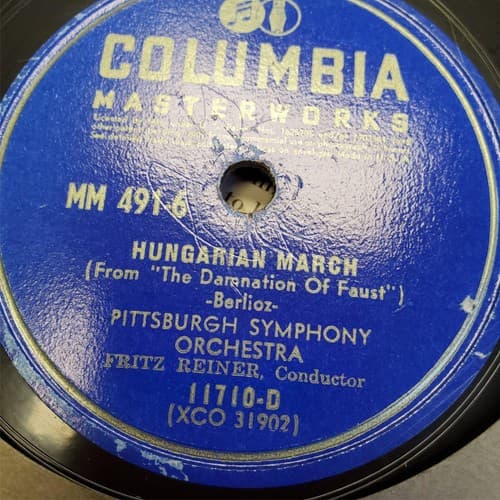 COLUMBIA
MASTERWORKS
MM 491-6
HUNGARIAN MARCH
(From "The Damnation Of Faust")
-Berlioz-
PITTSBURGH SYMPHONY
ORCHESTRA
FRITZ REINER, Conductor
11710-D
(XCO 31902)